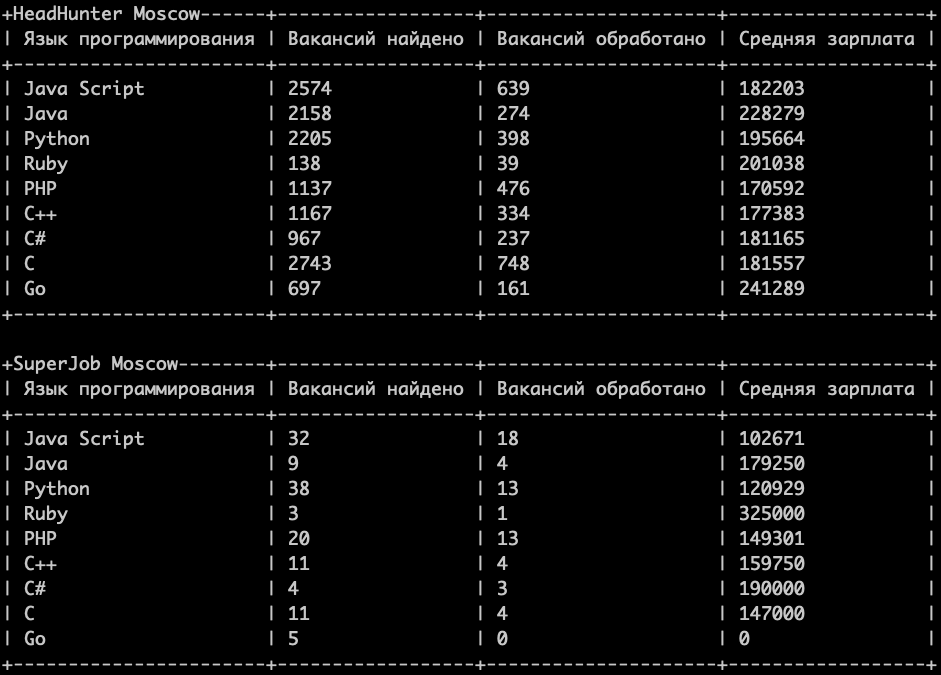 +HeadHunter Moscow------+------------------+---------------------+------------------+
| Язык программирования | Вакансий найдено | Вакансий обработано | Средняя зарплата |
+-----------------------+------------------+---------------------+------------------+
| Java Script           | 2574             | 639                 | 182203           |
| Java                  | 2158             | 274                 | 228279           |
| Python                | 2205             | 398                 | 195664           |
| Ruby                  | 138              | 39                  | 201038           |
| PHP                   | 1137             | 476                 | 170592           |
| C++                   | 1167             | 334                 | 177383           |
| C#                    | 967              | 237                 | 181165           |
| C                     | 2743             | 748                 | 181557           |
| Go                    | 697              | 161                 | 241289           |
+-----------------------+------------------+---------------------+------------------+

+SuperJob Moscow--------+------------------+---------------------+------------------+
| Язык программирования | Вакансий найдено | Вакансий обработано | Средняя зарплата |
+-----------------------+------------------+---------------------+------------------+
| Java Script           | 32               | 18                  | 102671           |
| Java                  | 9                | 4                   | 179250           |
| Python                | 38               | 13                  | 120929           |
| Ruby                  | 3                | 1                   | 325000           |
| PHP                   | 20               | 13                  | 149301           |
| C++                   | 11               | 4                   | 159750           |
| C#                    | 4                | 3                   | 190000           |
| C                     | 11               | 4                   | 147000           |
| Go                    | 5                | 0                   | 0                |
+-----------------------+------------------+---------------------+------------------+